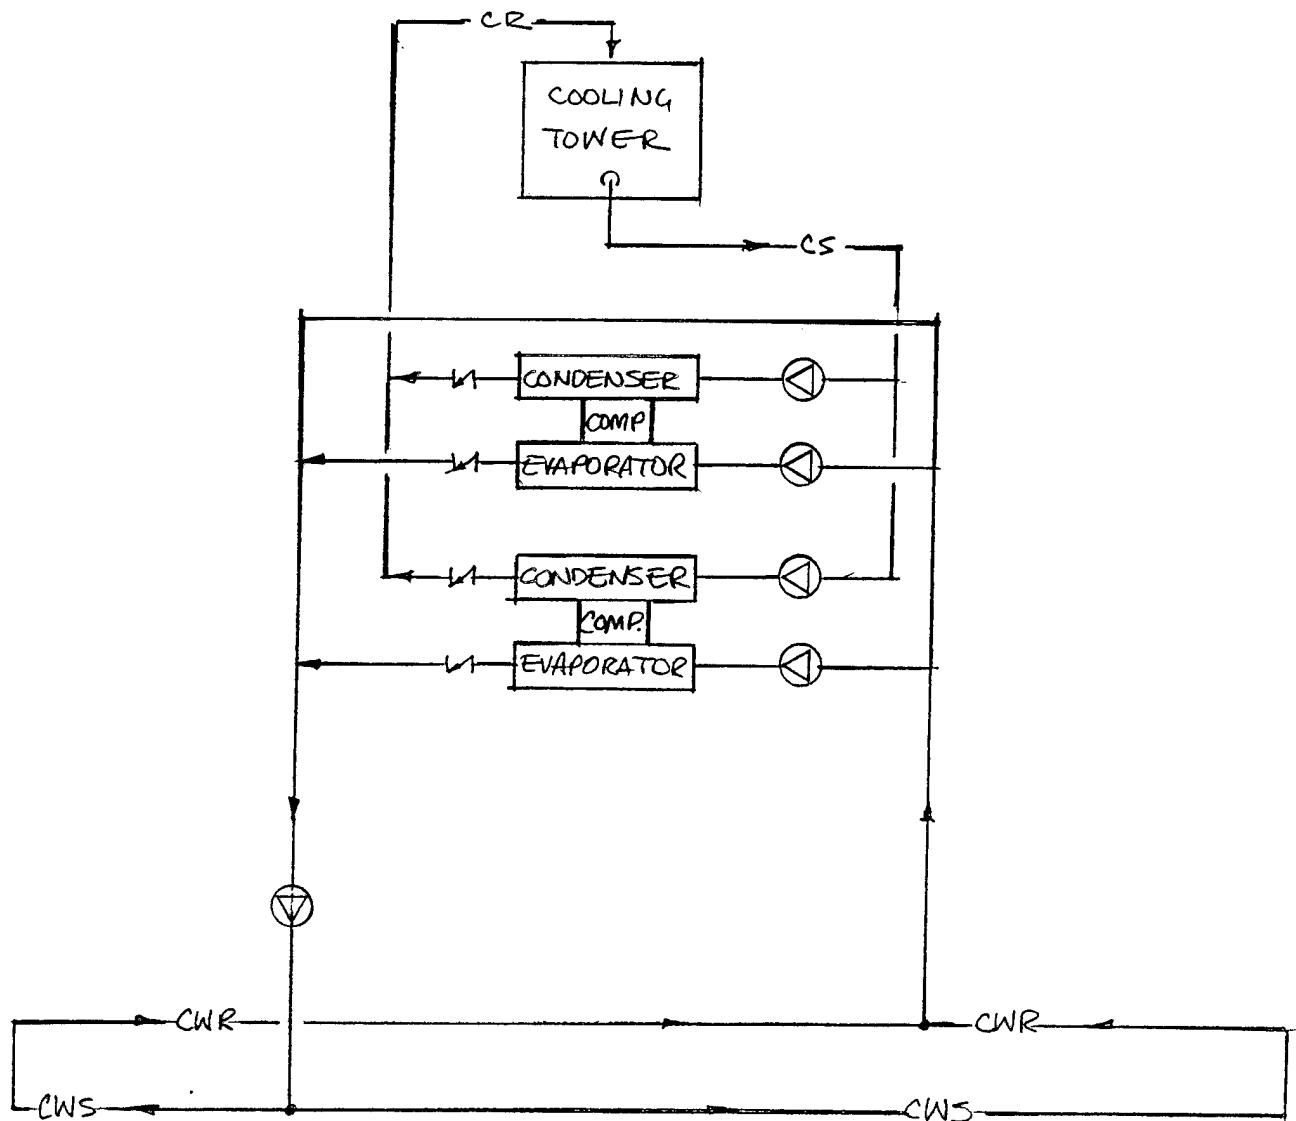 CR
COOLING
TOWER
CS
CONDENSER
COMP
EVAPORATOR
CONDENSER
COMP.
EVAPORATOR
CWR
CWR
CWS
CWS